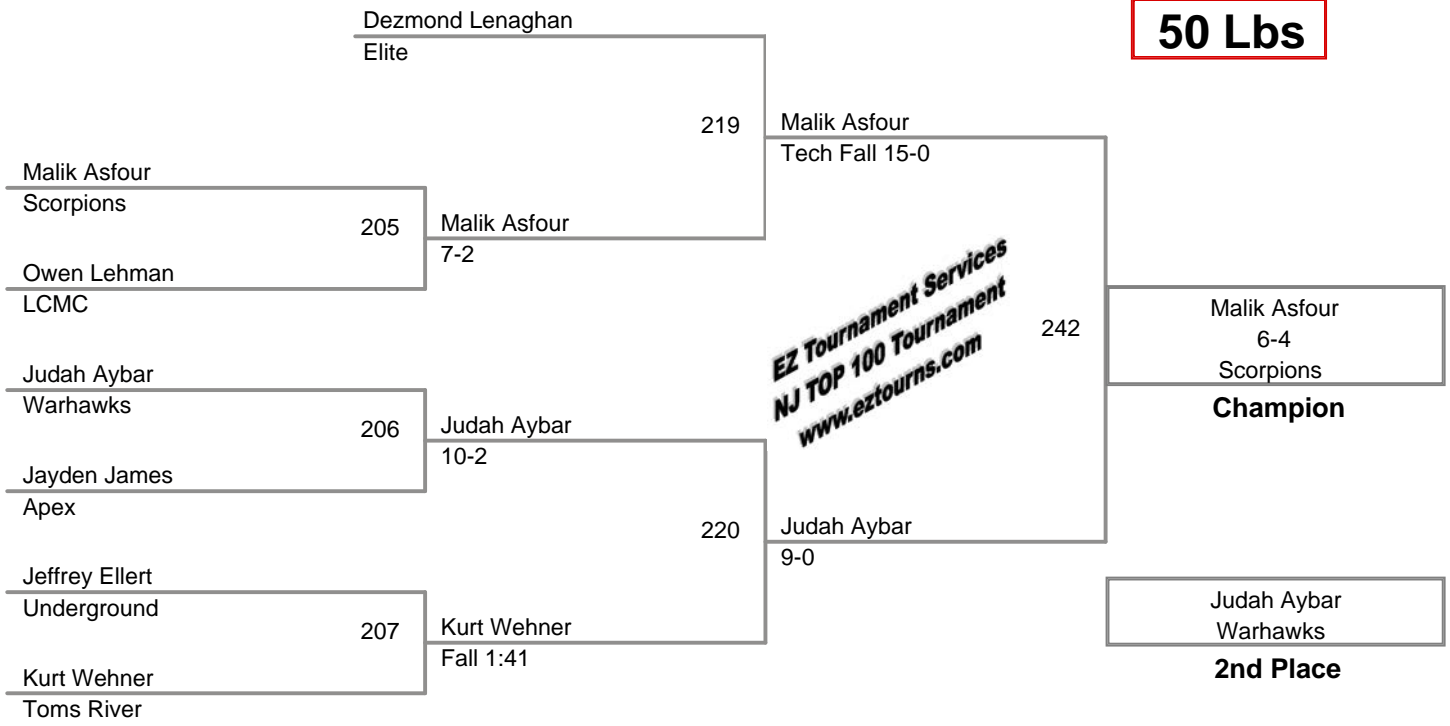 Dezmond Lenaghan
Elite
50 Lbs
219
Malik Asfour
Tech Fall 15-0
Malik Asfour
Scorpions
205
Malik Asfour
7-2
Owen Lehman
LCMC
EZ Tournament Services
NJ TOP 100 Tournament
www.eztourns.com
242
Malik Asfour
6-4
Scorpions
Champion
Judah Aybar
Warhawks
206
Judah Aybar
10-2
Jayden James
Apex
220
Judah Aybar
9-0
Jeffrey Ellert
Underground
207
Kurt Wehner
Fall 1:41
Kurt Wehner
Toms River
Judah Aybar
Warhawks
2nd Place